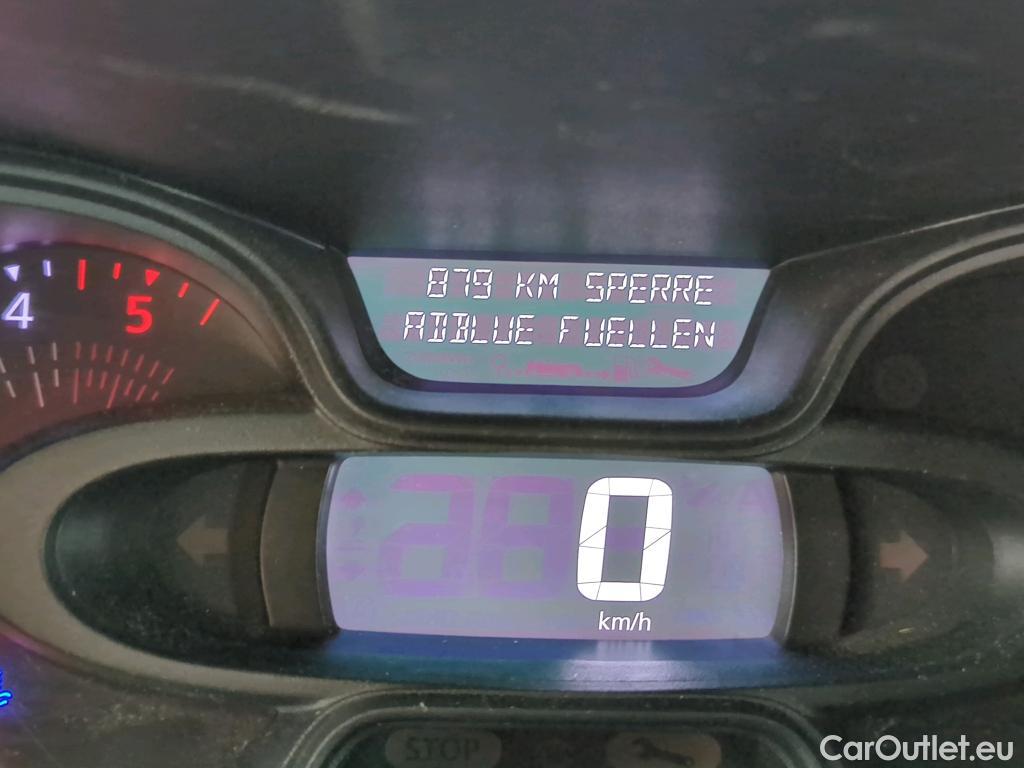 879 KM SPERRE
ADBLUE FUELLEN
4
5
0
km/h
STOP
CarOutlet.eu